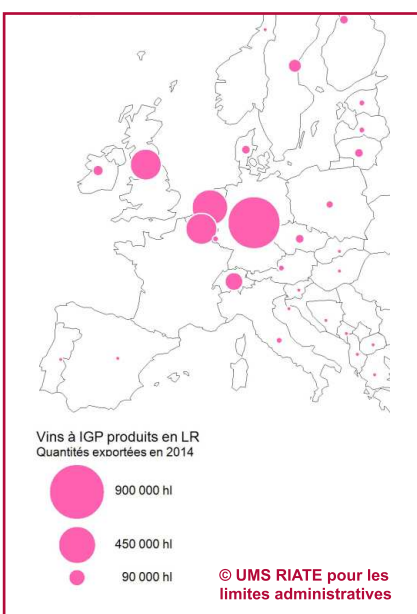 Vins à IGP produits en LR
Quantités exportées en 2014
900 000 hl
450 000 hl
90 000 hl
© UMS RIATE pour les
limites administratives